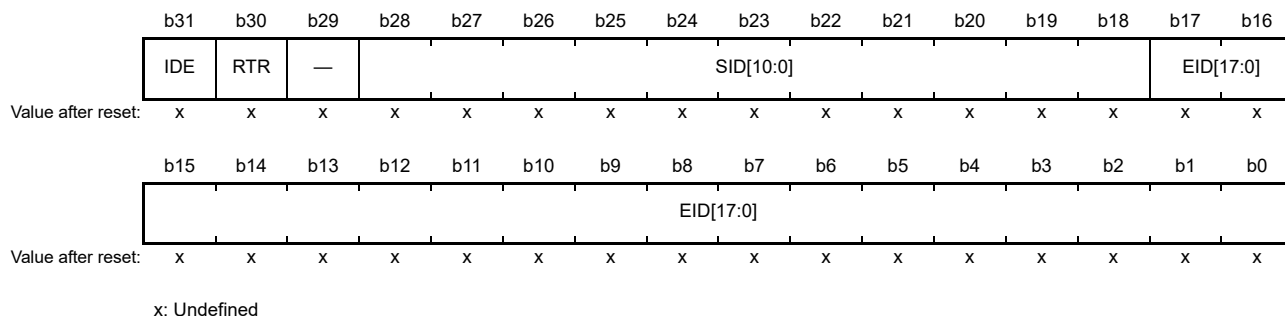 b31 b30 b29 b28 b27 b26 b25 b24 b23 b22 b21 b20 b19 b18 b17 b16
IDE RTR — SID[10:0] EID[17:0]
Value after reset: x x x x x x x x x x x x x x x x
b15 b14 b13 b12 b11 b10 b9 b8 b7 b6 b5 b4 b3 b2 b1 b0
EID[17:0]
Value after reset: x x x x x x x x x x x x x x x x
x: Undefined